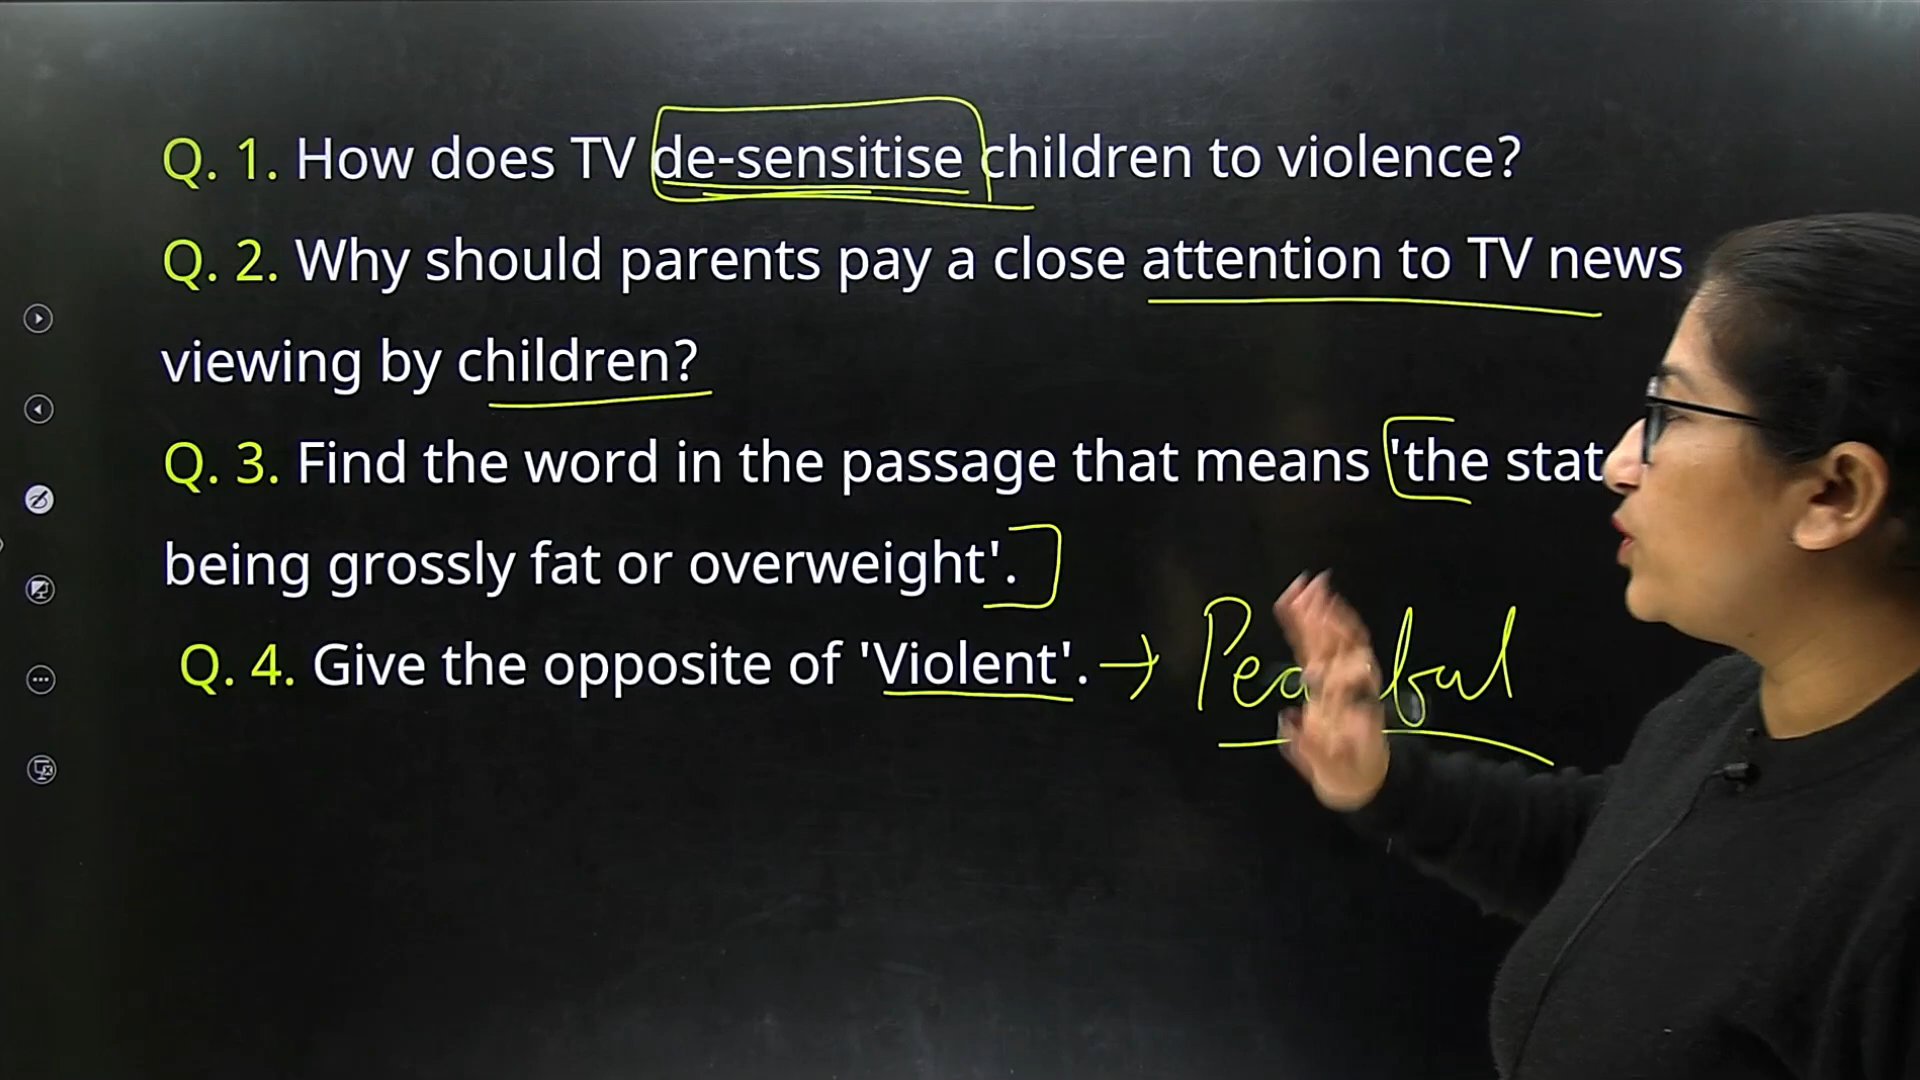 Q. 1. How does TV de-sensitise children to violence?
Q. 2. Why should parents pay a close attention to TV news
viewing by children?
Q. 3. Find the word in the passage that means 'the
being grossly fat or overweight'.
Q. 4. Give the opposite of 'Violent'. →